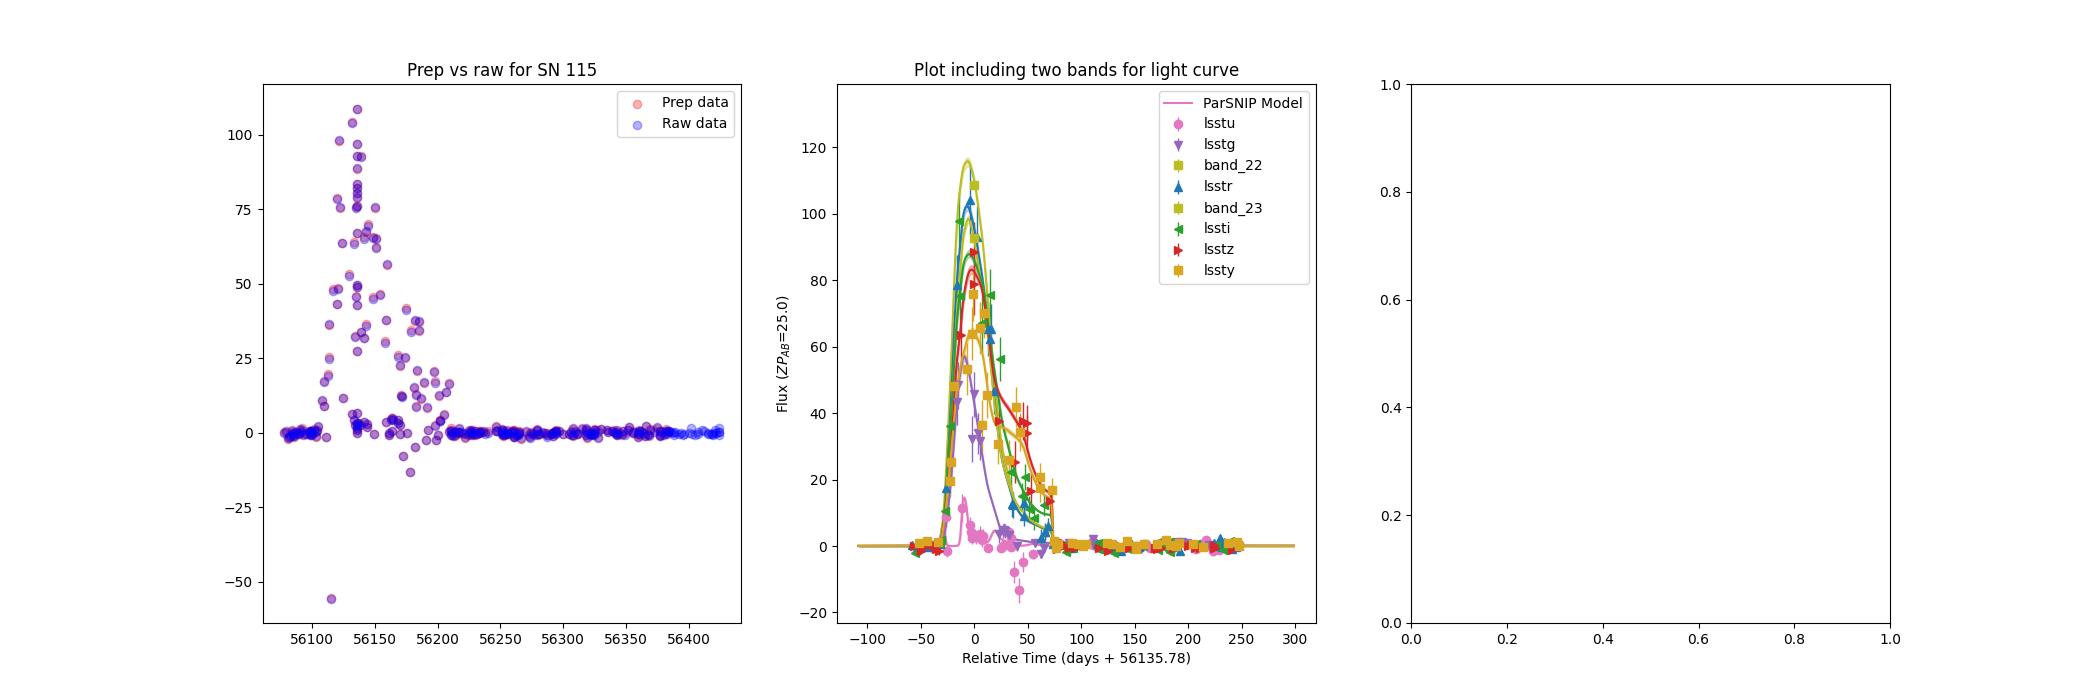 Prep vs raw for SN 115
Prep data
Raw data
100
75
50
25
0
−25
−50
56100 56150 56200 56250 56300 56350 56400
Plot including two bands for light curve
ParSNIP Model
lsstu
lsstg
band_22
lsstr
band_23
lssti
lsstz
lssty
Flux (ZP_AB=25.0)
120
100
80
60
40
20
0
−20
−100 −50 0 50 100 150 200 250 300
Relative Time (days + 56135.78)
1.0
0.8
0.6
0.4
0.2
0.0
0.0 0.2 0.4 0.6 0.8 1.0